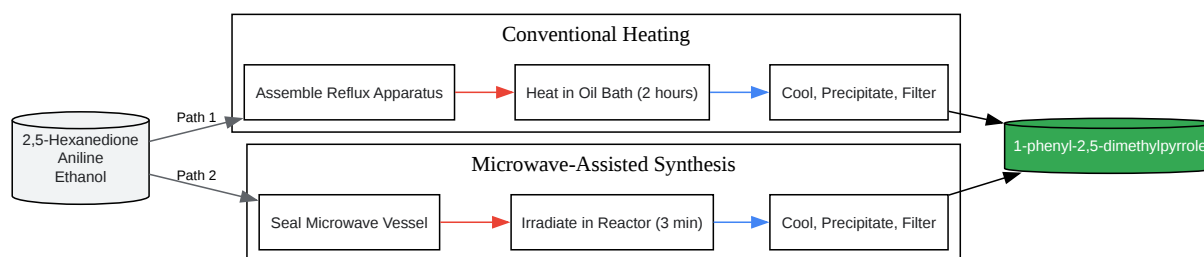 Conventional Heating
Assemble Reflux Apparatus
Heat in Oil Bath (2 hours)
Cool, Precipitate, Filter
Path 1
2,5-Hexanedione
Aniline
Ethanol
1-phenyl-2,5-dimethylpyrrole
Path 2
Microwave-Assisted Synthesis
Seal Microwave Vessel
Irradiate in Reactor (3 min)
Cool, Precipitate, Filter